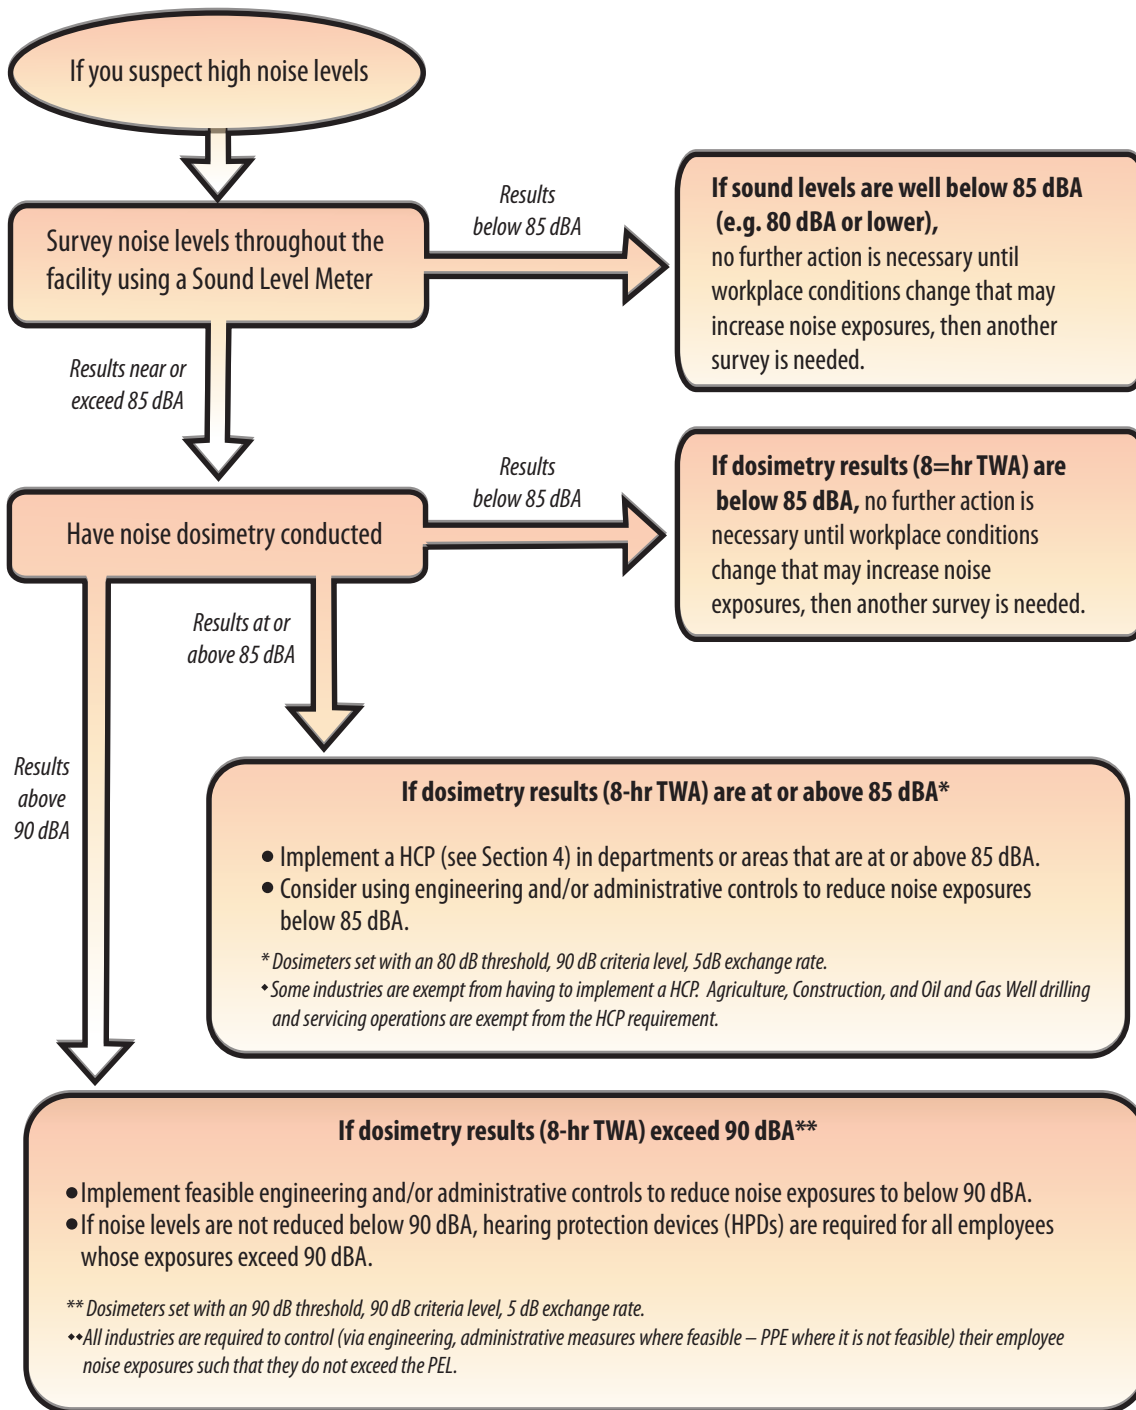 If you suspect high noise levels
Survey noise levels throughout the
facility using a Sound Level Meter
Results
below 85 dBA
If sound levels are well below 85 dBA
(e.g. 80 dBA or lower),
no further action is necessary until
workplace conditions change that may
increase noise exposures, then another
survey is needed.
Results near or
exceed 85 dBA
Have noise dosimetry conducted
Results
below 85 dBA
If dosimetry results (8=hr TWA) are
below 85 dBA, no further action is
necessary until workplace conditions
change that may increase noise
exposures, then another survey is needed.
Results at or
above 85 dBA
Results
above
90 dBA
If dosimetry results (8-hr TWA) are at or above 85 dBA*
• Implement a HCP (see Section 4) in departments or areas that are at or above 85 dBA.
• Consider using engineering and/or administrative controls to reduce noise exposures
below 85 dBA.
* Dosimeters set with an 80 dB threshold, 90 dB criteria level, 5dB exchange rate.
◆ Some industries are exempt from having to implement a HCP. Agriculture, Construction, and Oil and Gas Well drilling
and servicing operations are exempt from the HCP requirement.
If dosimetry results (8-hr TWA) exceed 90 dBA**
• Implement feasible engineering and/or administrative controls to reduce noise exposures to below 90 dBA.
• If noise levels are not reduced below 90 dBA, hearing protection devices (HPDs) are required for all employees
whose exposures exceed 90 dBA.
** Dosimeters set with an 90 dB threshold, 90 dB criteria level, 5 dB exchange rate.
◆◆ All industries are required to control (via engineering, administrative measures where feasible – PPE where it is not feasible) their employee
noise exposures such that they do not exceed the PEL.